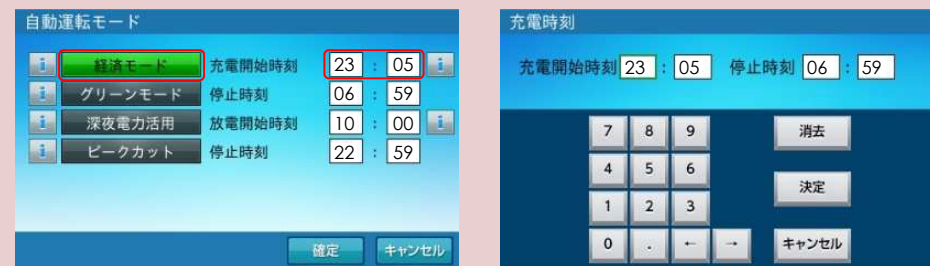 自動運転モード
i 経済モード 充電開始時刻 23 : 05 i
i グリーンモード 停止時刻 06 : 59
i 深夜電力活用 放電開始時刻 10 : 00 i
i ピークカット 停止時刻 22 : 59
確定 キャンセル
充電時刻
充電開始時刻 23 : 05 停止時刻 06 : 59
7 8 9 消去
4 5 6
決定
1 2 3
0 . ← → キャンセル